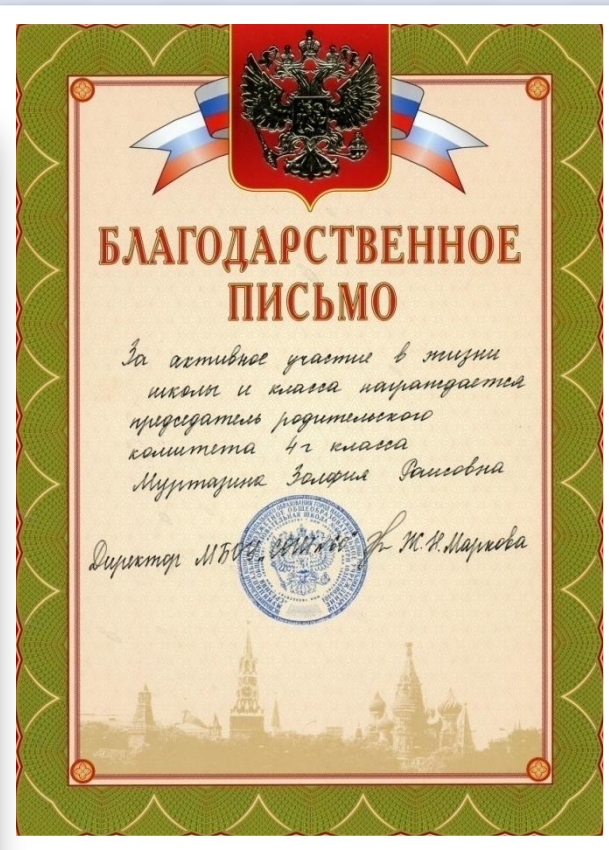 БЛАГОДАРСТВЕННОЕ
ПИСЬМО
За активное участие в жизни
школы и класса награждается
председатель родительского
комитета 4г класса
Муртазина Золфия Раисовна
Директор МБОУ Ж.Н. Маркова